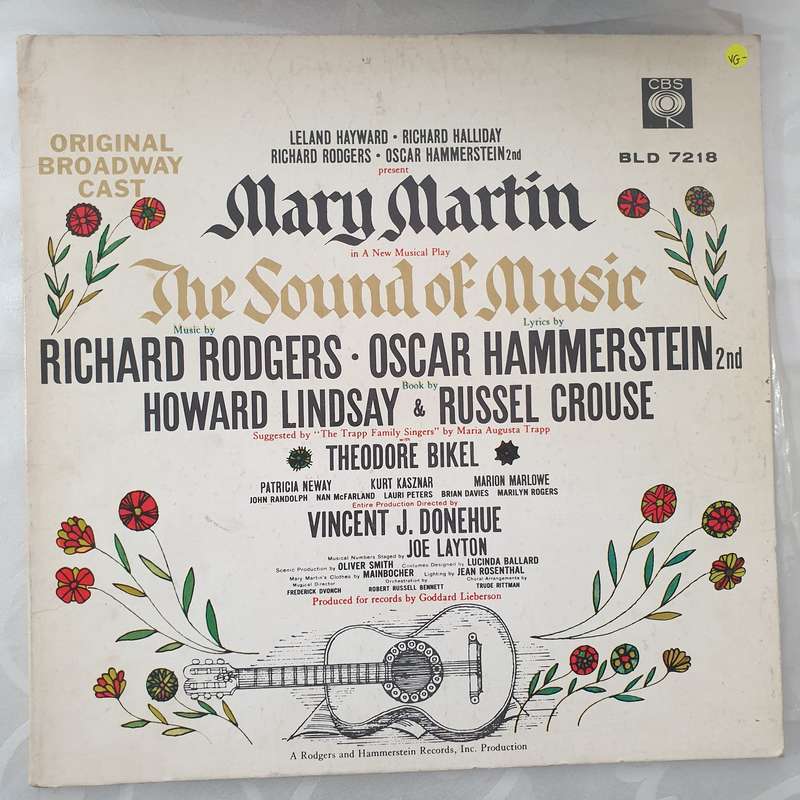 VG-
CBS
ORIGINAL
BROADWAY
CAST
LELAND HAYWARD • RICHARD HALLIDAY
RICHARD RODGERS • OSCAR HAMMERSTEIN 2nd
present
BLD 7218
Mary Martin
in A New Musical Play
The Sound of Music
Music by Lyrics by
RICHARD RODGERS • OSCAR HAMMERSTEIN 2nd
Book by
HOWARD LINDSAY & RUSSEL CROUSE
Suggested by "The Trapp Family Singers" by Maria Augusta Trapp
with
THEODORE BIKEL
PATRICIA NEWAY KURT KASZNAR MARION MARLOWE
JOHN RANDOLPH NAN McFARLAND LAURI PETERS BRIAN DAVIES MARILYN ROGERS
Entire Production Directed by
VINCENT J. DONEHUE
Musical Numbers Staged by
JOE LAYTON
Scenic Production by OLIVER SMITH Costumes Designed by LUCINDA BALLARD
Mary Martin's Clothes by MAINBOCHER Lighting by JEAN ROSENTHAL
Musical Director Orchestration by Choral Arrangements by
FREDERICK DVONCH ROBERT RUSSELL BENNETT TRUDE RITTMAN
Produced for records by Goddard Lieberson
A Rodgers and Hammerstein Records, Inc. Production